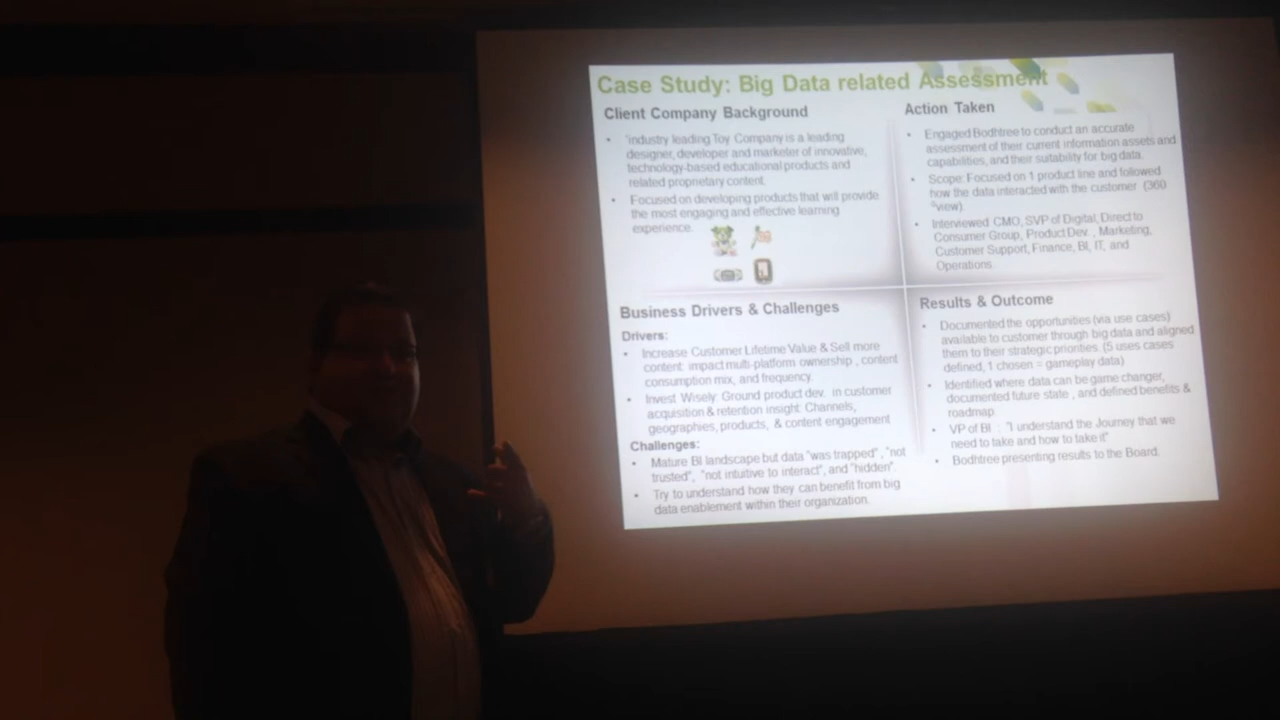 Case Study: Big Data related Assessment
Client Company Background
• "industry leading Toy Company is a leading
designer, developer and marketer of innovative,
technology-based educational products and
related proprietary content.
• Focused on developing products that will provide
the most engaging and effective learning
experience.
Action Taken
• Engaged Bodhtree to conduct an accurate
assessment of their current information assets and
capabilities, and their suitability for big data.
• Scope: Focused on 1 product line and followed
how the data interacted with the customer (360
°view).
• Interviewed CMO, SVP of Digital, Direct to
Consumer Group, Product Dev., Marketing,
Customer Support, Finance, BI, IT, and
Operations.
Business Drivers & Challenges
Drivers:
• Increase Customer Lifetime Value & Sell more
content: impact multi-platform ownership , content
consumption mix, and frequency.
• Invest Wisely: Ground product dev. in customer
acquisition & retention insight: Channels,
geographies, products, & content engagement
Challenges:
• Mature BI landscape but data "was trapped" , "not
trusted", "not intuitive to interact", and "hidden".
• Try to understand how they can benefit from big
data enablement within their organization.
Results & Outcome
• Documented the opportunities (via use cases)
available to customer through big data and aligned
them to their strategic priorities. (5 uses cases
defined, 1 chosen = gameplay data)
• Identified where data can be game changer,
documented future state , and defined benefits &
roadmap.
• VP of BI : "I understand the Journey that we
need to take and how to take it"
• Bodhtree presenting results to the Board.